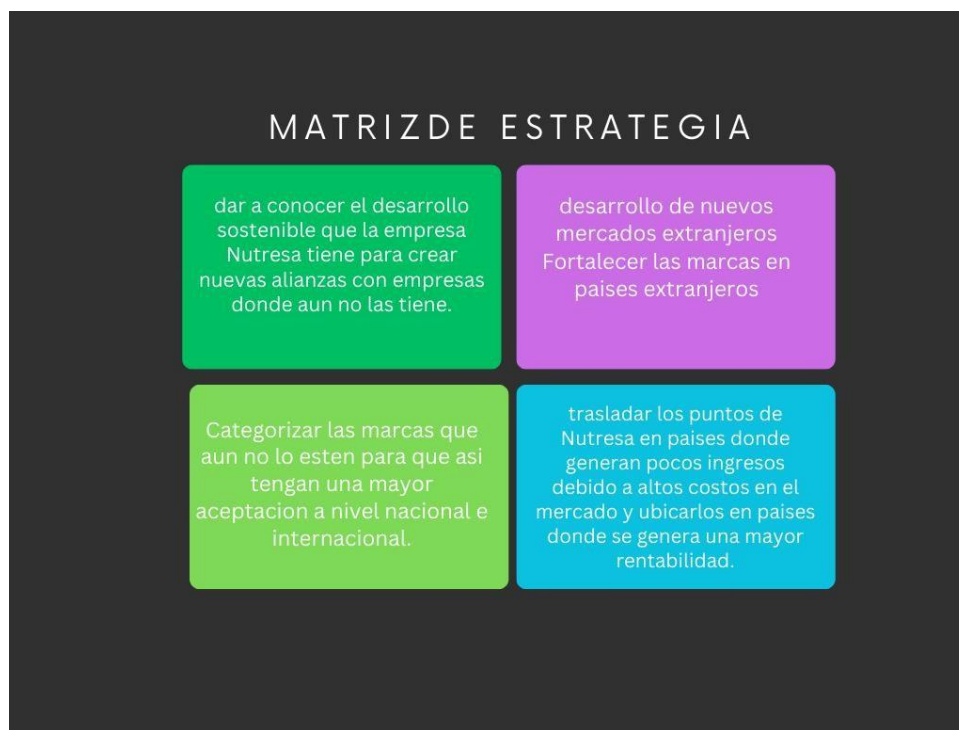 MATRIZDE ESTRATEGIA
dar a conocer el desarrollo
sostenible que la empresa
Nutresa tiene para crear
nuevas alianzas con empresas
donde aun no las tiene.
desarrollo de nuevos
mercados extranjeros
Fortalecer las marcas en
paises extranjeros
Categorizar las marcas que
aun no lo esten para que asi
tengan una mayor
aceptacion a nivel nacional e
internacional.
trasladar los puntos de
Nutresa en paises donde
generan pocos ingresos
debido a altos costos en el
mercado y ubicarlos en paises
donde se genera una mayor
rentabilidad.